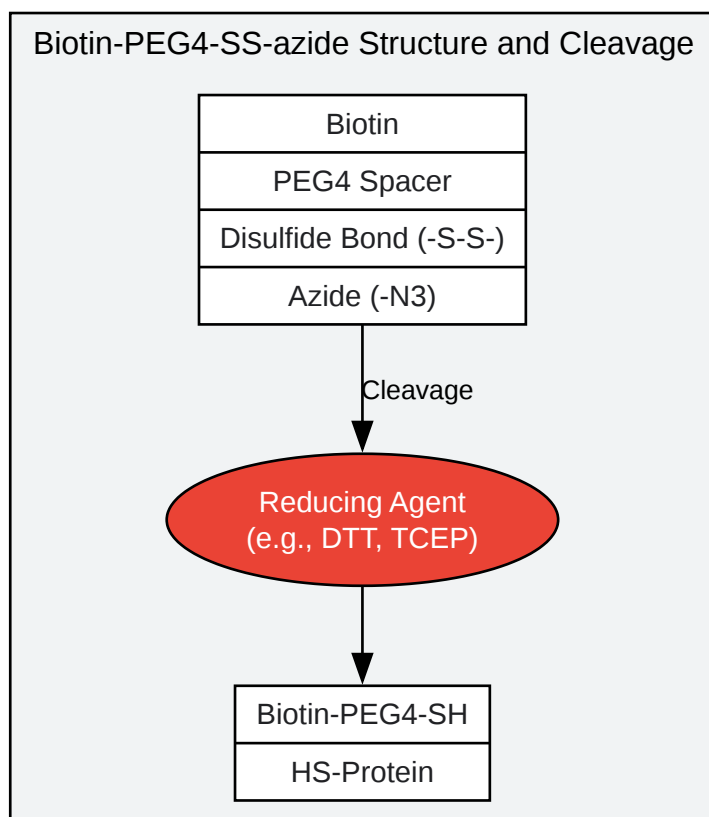 Biotin-PEG4-SS-azide Structure and Cleavage
Biotin
PEG4 Spacer
Disulfide Bond (-S-S-)
Azide (-N3)
Cleavage
Reducing Agent
(e.g., DTT, TCEP)
Biotin-PEG4-SH
HS-Protein